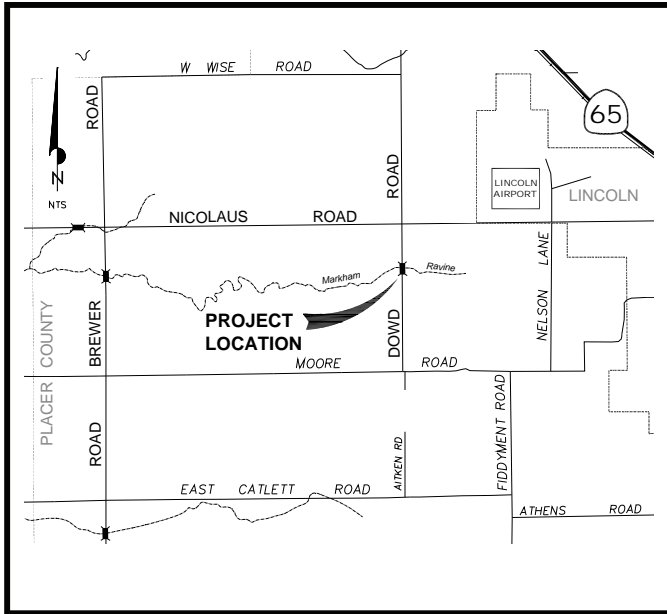 W WISE ROAD
65
ROAD
ROAD
N
NTS
LINCOLN
AIRPORT
LINCOLN
NICOLAUS ROAD
NELSON LANE
Markham Ravine
PLACER COUNTY
BREWER
PROJECT
LOCATION
DOWD
MOORE ROAD
ROAD
AITKEN RD
FIDDYMENT ROAD
EAST CATLETT ROAD
ATHENS ROAD